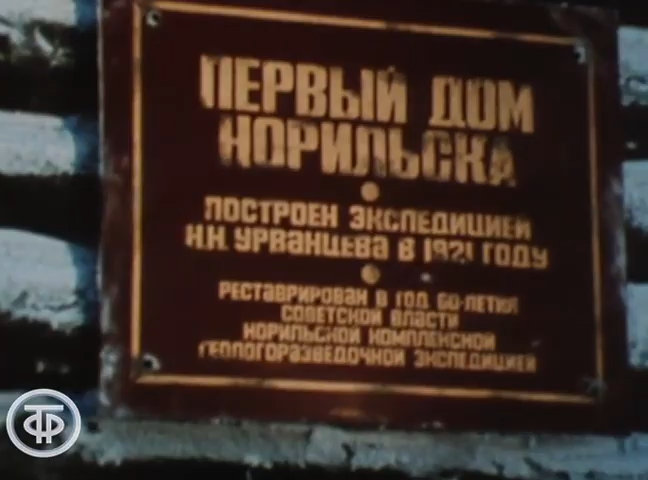 ПЕРВЫЙ ДОМ
НОРИЛЬСКА
ПОСТРОЕН ЭКСПЕДИЦИЕЙ
Н.Н. УРВАНЦЕВА В 1921 ГОДУ
РЕСТАВРИРОВАН В ГОД 60-ЛЕТИЯ
СОВЕТСКОЙ ВЛАСТИ
НОРИЛЬСКОЙ КОМПЛЕКСНОЙ
ГЕОЛОГОРАЗВЕДОЧНОЙ ЭКСПЕДИЦИЕЙ